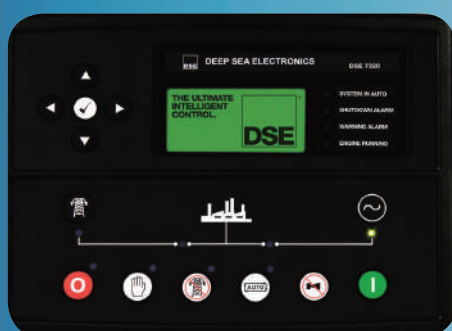 DSE DEEP SEA ELECTRONICS DSE 7320
SYSTEM IN AUTO
SHUTDOWN ALARM
WARNING ALARM
ENGINE RUNNING
THE ULTIMATE
INTELLIGENT
CONTROL.
DSE
O
AUTO
I